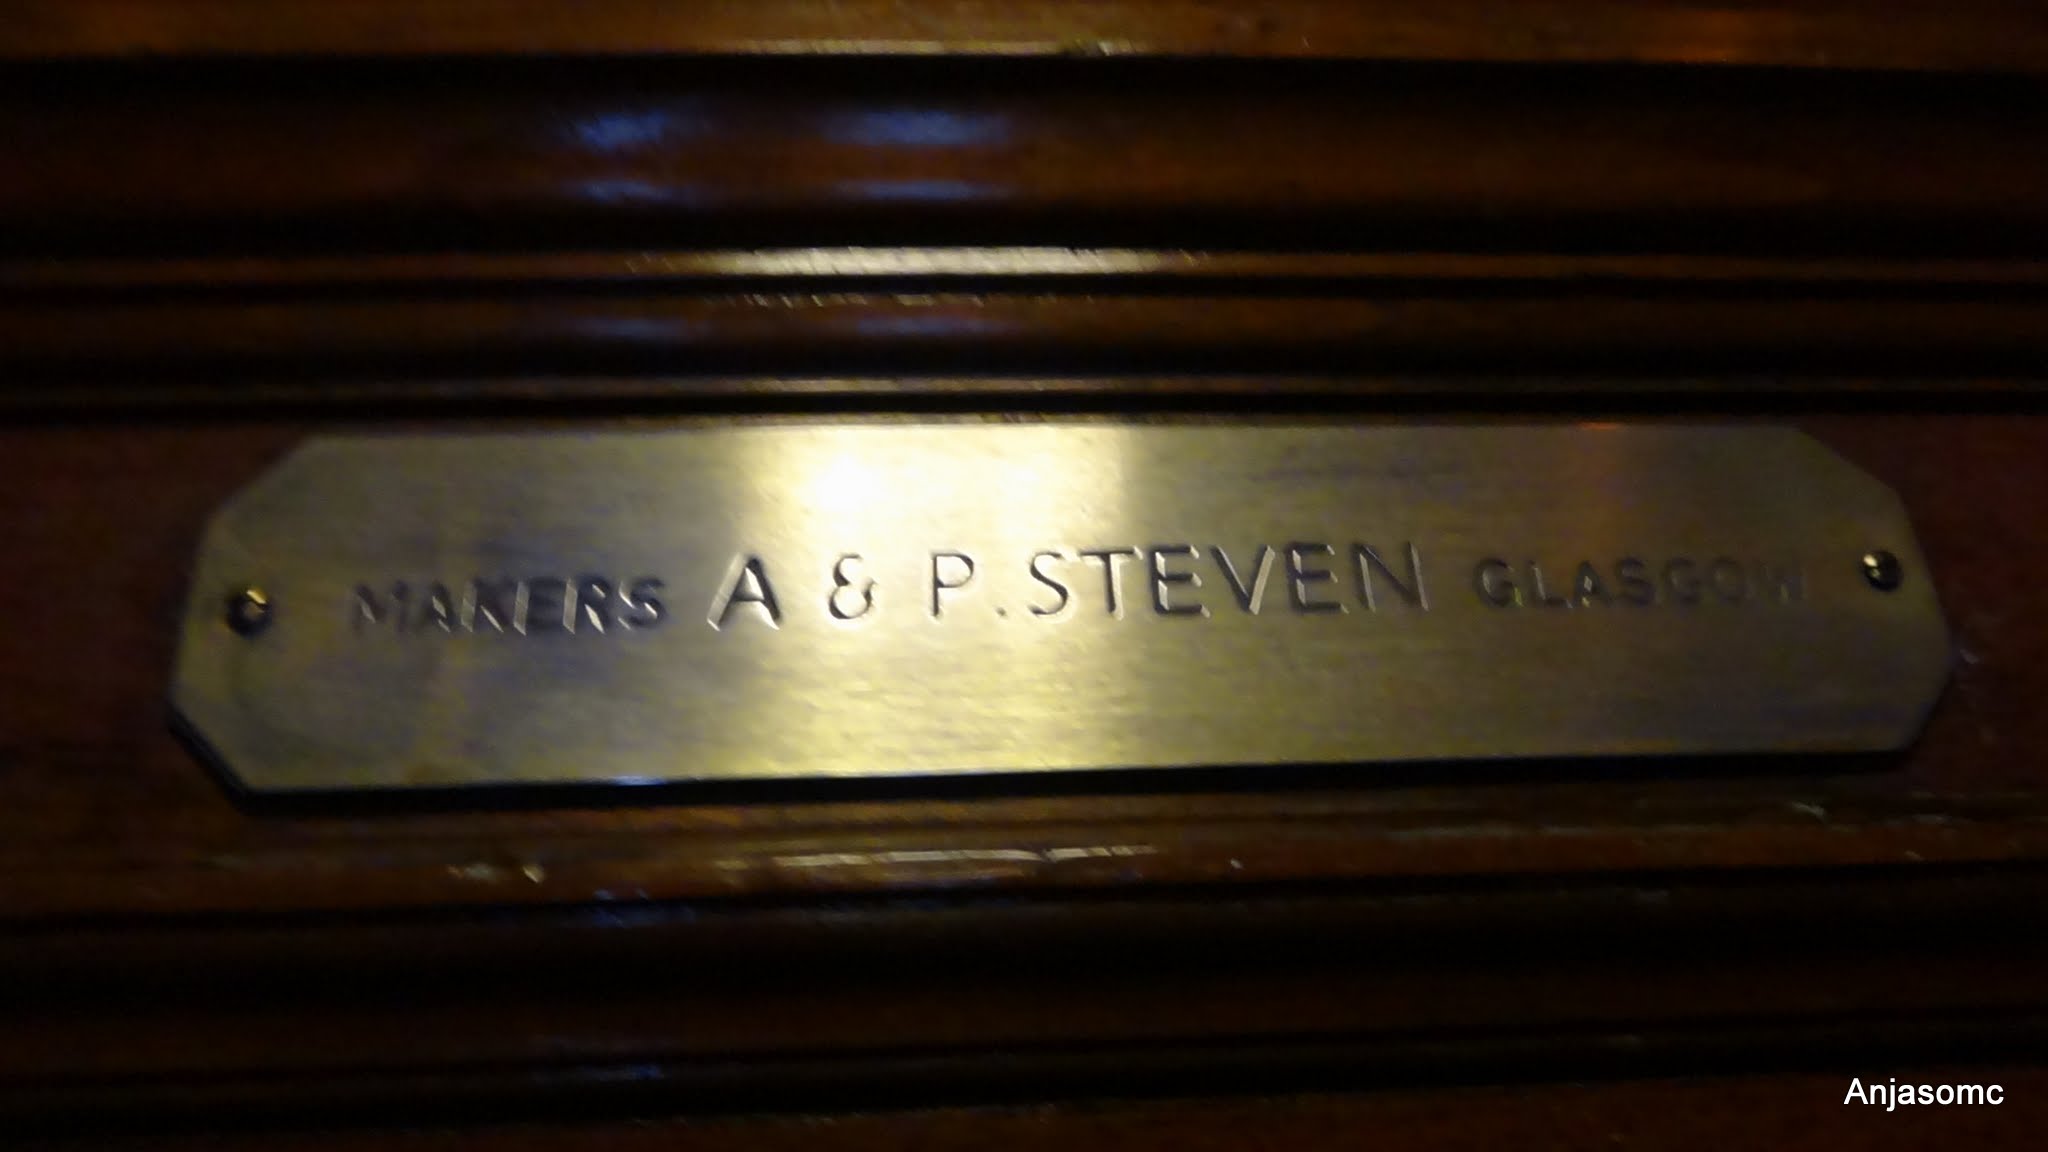 MAKERS A & P. STEVEN GLASGOW
Anjasomc